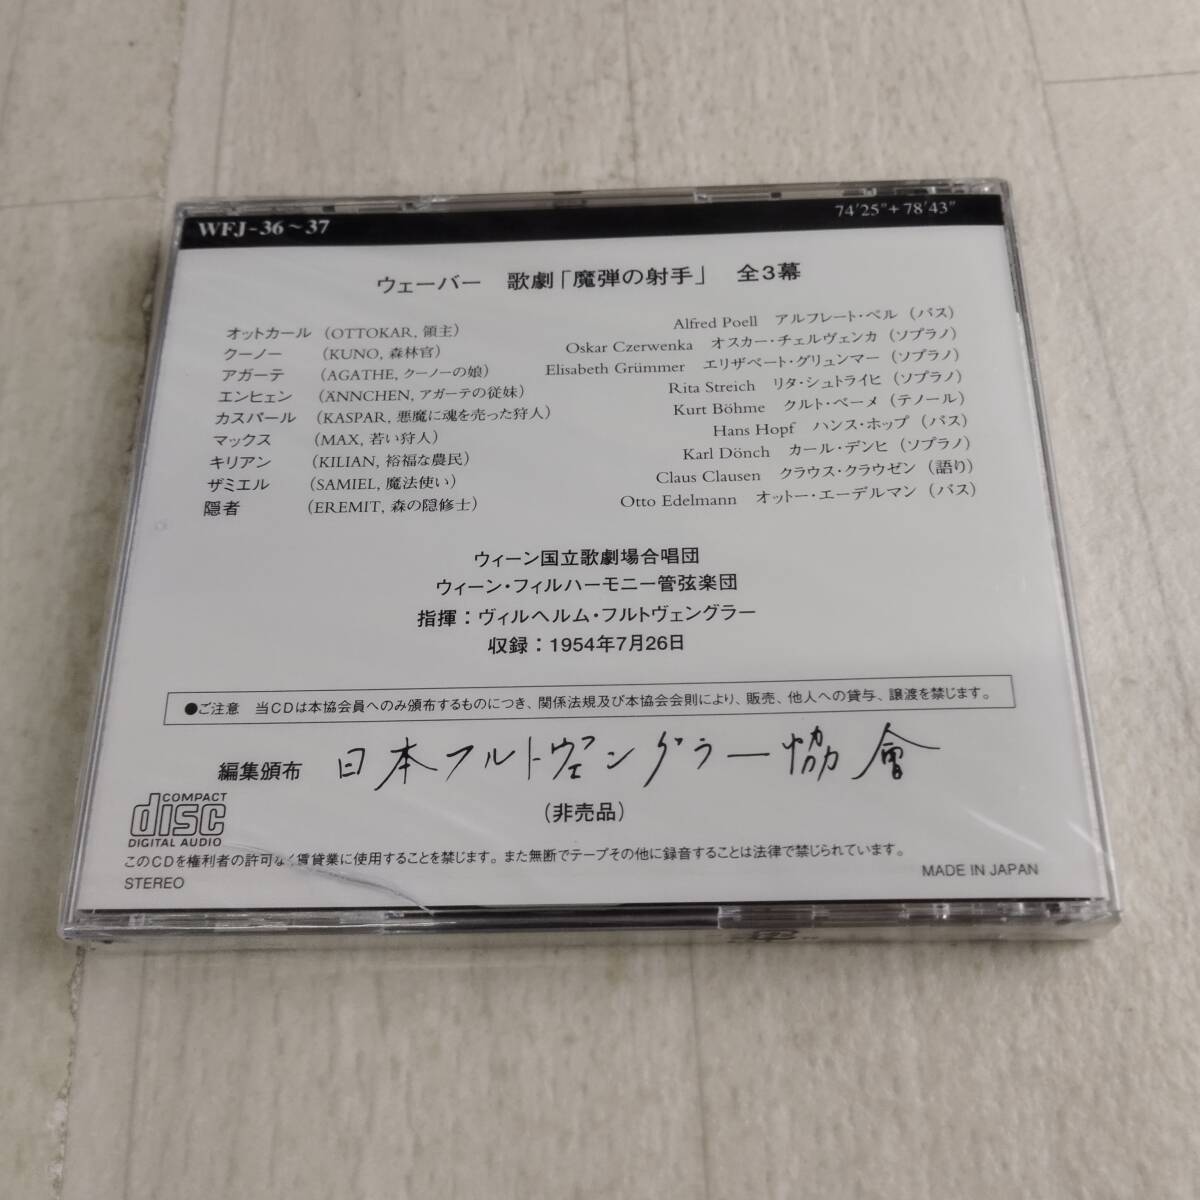 WFJ-36～37 74'25"+78'43"
ウェーバー 歌劇「魔弾の射手」 全3幕
オットカール (OTTOKAR, 領主) Alfred Poell アルフレート・ペル (バス)
クーノー (KUNO, 森林官) Oskar Czerwenka オスカー・チェルヴェンカ (ソプラノ)
アガーテ (AGATHE, クーノーの娘) Elisabeth Grümmer エリザベート・グリュンマー (ソプラノ)
エンヒェン (ÄNNCHEN, アガーテの従妹) Rita Streich リタ・シュトライヒ (ソプラノ)
カスパール (KASPAR, 悪魔に魂を売った狩人) Kurt Böhme クルト・ベーメ (テノール)
マックス (MAX, 若い狩人) Hans Hopf ハンス・ホップ (バス)
キリアン (KILIAN, 裕福な農民) Karl Dönch カール・デンヒ (ソプラノ)
ザミエル (SAMIEL, 魔法使い) Claus Clausen クラウス・クラウゼン (語り)
隠者 (EREMIT, 森の隠修士) Otto Edelmann オットー・エーデルマン (バス)
ウィーン国立歌劇場合唱団
ウィーン・フィルハーモニー管弦楽団
指揮：ヴィルヘルム・フルトヴェングラー
収録：1954年7月26日
●ご注意 当CDは本協会員へのみ頒布するものにつき、関係法規及び本協会会則により、販売、他人への貸与、譲渡を禁じます。
編集頒布 日本フルトヴェングラー協會
(非売品)
COMPACT
disc
DIGITAL AUDIO
このCDを権利者の許可なく賃貸業に使用することを禁じます。また無断でテープその他に録音することは法律で禁じられています。
STEREO MADE IN JAPAN